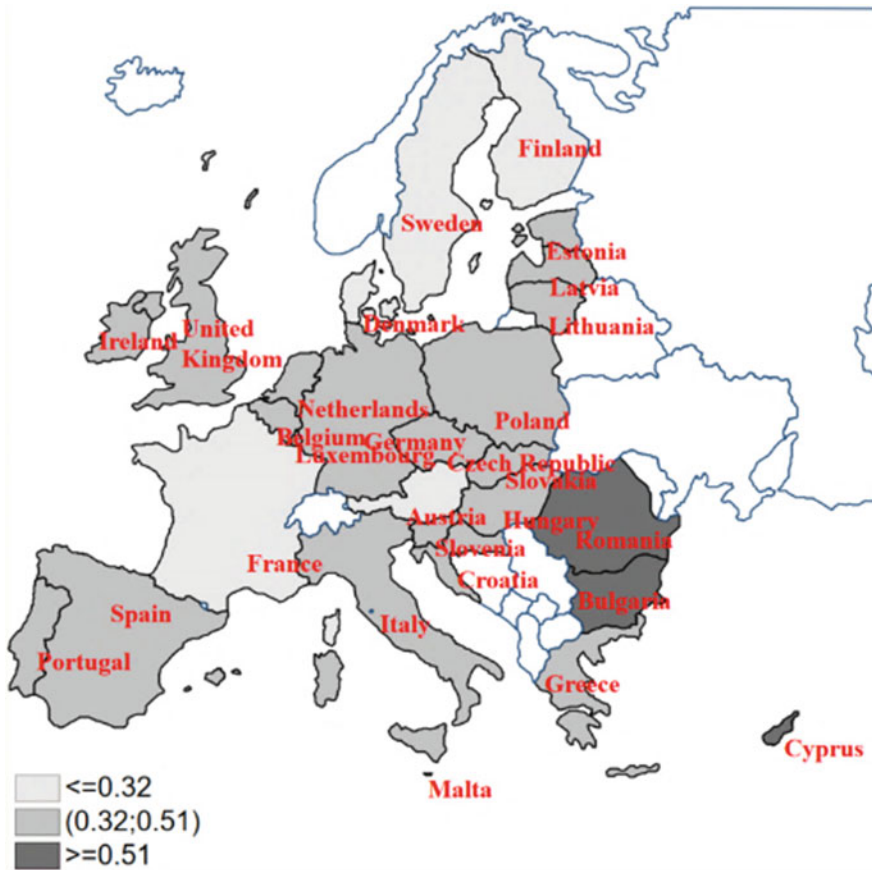 Finland
Sweden
Estonia
Latvia
Denmark
Lithuania
United
Ireland
Kingdom
Netherlands
Poland
Belgium
Germany
Luxembourg
Czech Republic
Slovakia
Austria
Hungary
Romania
Slovenia
France
Croatia
Bulgaria
Spain
Italy
Portugal
Greece
Cyprus
Malta
<=0.32
(0.32;0.51)
>=0.51